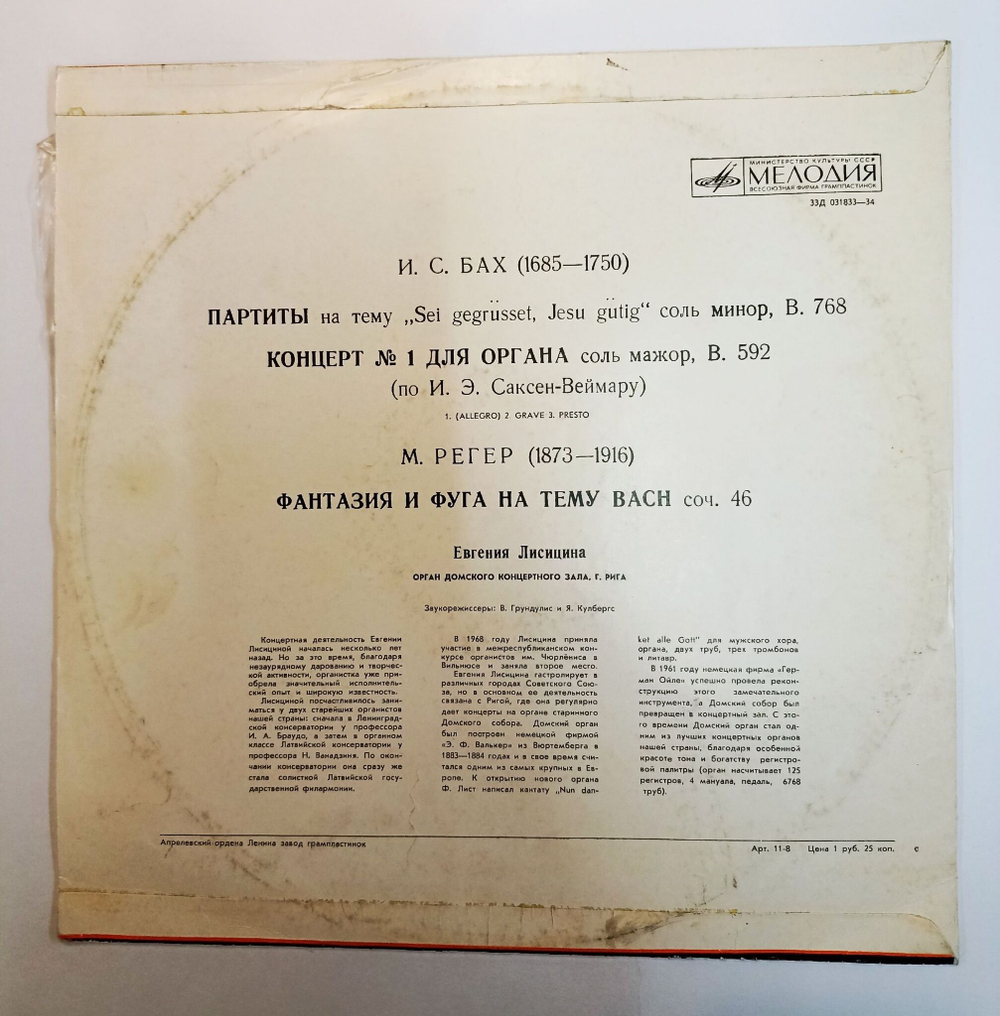 МИНИСТЕРСТВО КУЛЬТУРЫ СССР
МЕЛОДИЯ
ВСЕСОЮЗНАЯ ФИРМА ГРАМПЛАСТИНОК
33Д 031833—34
И. С. БАХ (1685—1750)
ПАРТИТЫ на тему „Sei gegrüsset, Jesu gütig“ соль минор, В. 768
КОНЦЕРТ № 1 ДЛЯ ОРГАНА соль мажор, В. 592
(по И. Э. Саксен-Веймару)
1. (ALLEGRO) 2. GRAVE 3. PRESTO
М. РЕГЕР (1873—1916)
ФАНТАЗИЯ И ФУГА НА ТЕМУ BACH соч. 46
Евгения Лисицина
ОРГАН ДОМСКОГО КОНЦЕРТНОГО ЗАЛА, Г. РИГА
Звукорежиссеры: В. Грундулис и Я. Кулбергс
Концертная деятельность Евгении
Лисициной началась несколько лет
назад. Но за это время, благодаря
незаурядному дарованию и творчес-
кой активности, органистка уже при-
обрела значительный исполнитель-
ский опыт и широкую известность.
Лисициной посчастливилось зани-
маться у двух старейших органистов
нашей страны: сначала в Ленинград-
ской консерватории у профессора
И. А. Браудо, а затем в органном
классе Латвийской консерватории у
профессора Н. Ванадзиня. По окон-
чании консерватории она сразу же
стала солисткой Латвийской госу-
дарственной филармонии.
В 1968 году Лисицина приняла
участие в межреспубликанском кон-
курсе органистов им. Чюрлёниса в
Вильнюсе и заняла второе место.
Евгения Лисицина гастролирует в
различных городах Советского Сою-
за, но в основном ее деятельность
связана с Ригой, где она регулярно
дает концерты на органе старинного
Домского собора. Домский орган
был построен немецкой фирмой
«Э. Ф. Валькер» из Вюртемберга в
1883—1884 годах и в свое время счи-
тался одним из самых крупных в Ев-
ропе. К открытию нового органа
Ф. Лист написал кантату „Nun dan-
ket alle Gott“ для мужского хора,
органа, двух труб, трех тромбонов
и литавр.
В 1961 году немецкая фирма «Гер-
ман Ойле» успешно провела рекон-
струкцию этого замечательного
инструмента, а Домский собор был
превращен в концертный зал. С это-
го времени Домский орган стал од-
ним из лучших концертных органов
нашей страны, благодаря особенной
красоте тона и богатству регистро-
вой палитры (орган насчитывает 125
регистров, 4 мануала, педаль, 6768
труб).
Апрелевский ордена Ленина завод грампластинок
Арт. 11-8 Цена 1 руб. 25 коп. с